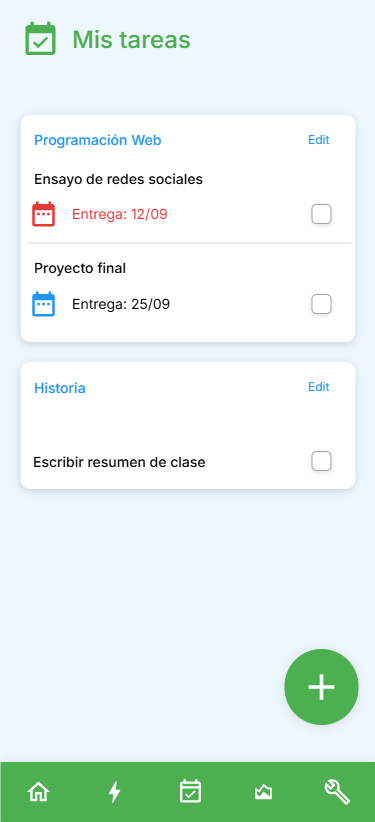 Mis tareas
Programación Web
Edit
Ensayo de redes sociales
Entrega: 12/09
Proyecto final
Entrega: 25/09
Historia
Edit
Escribir resumen de clase